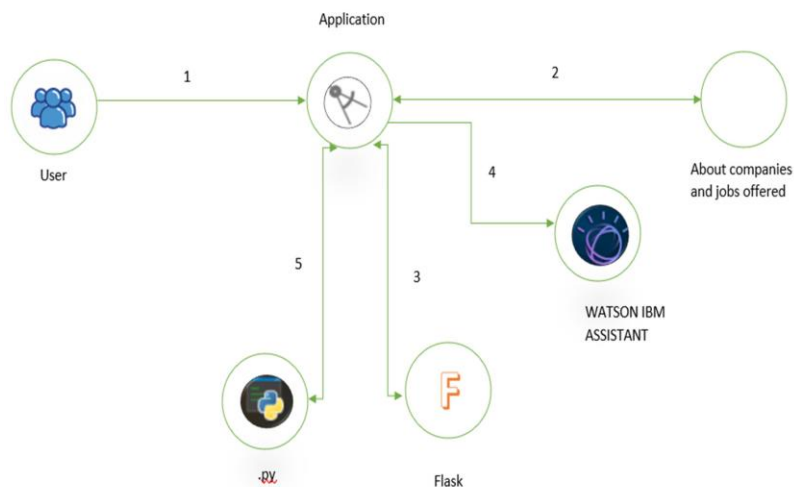 Application
1
2
User
About companies
and jobs offered
4
WATSON IBM
ASSISTANT
5
3
F
.py
Flask